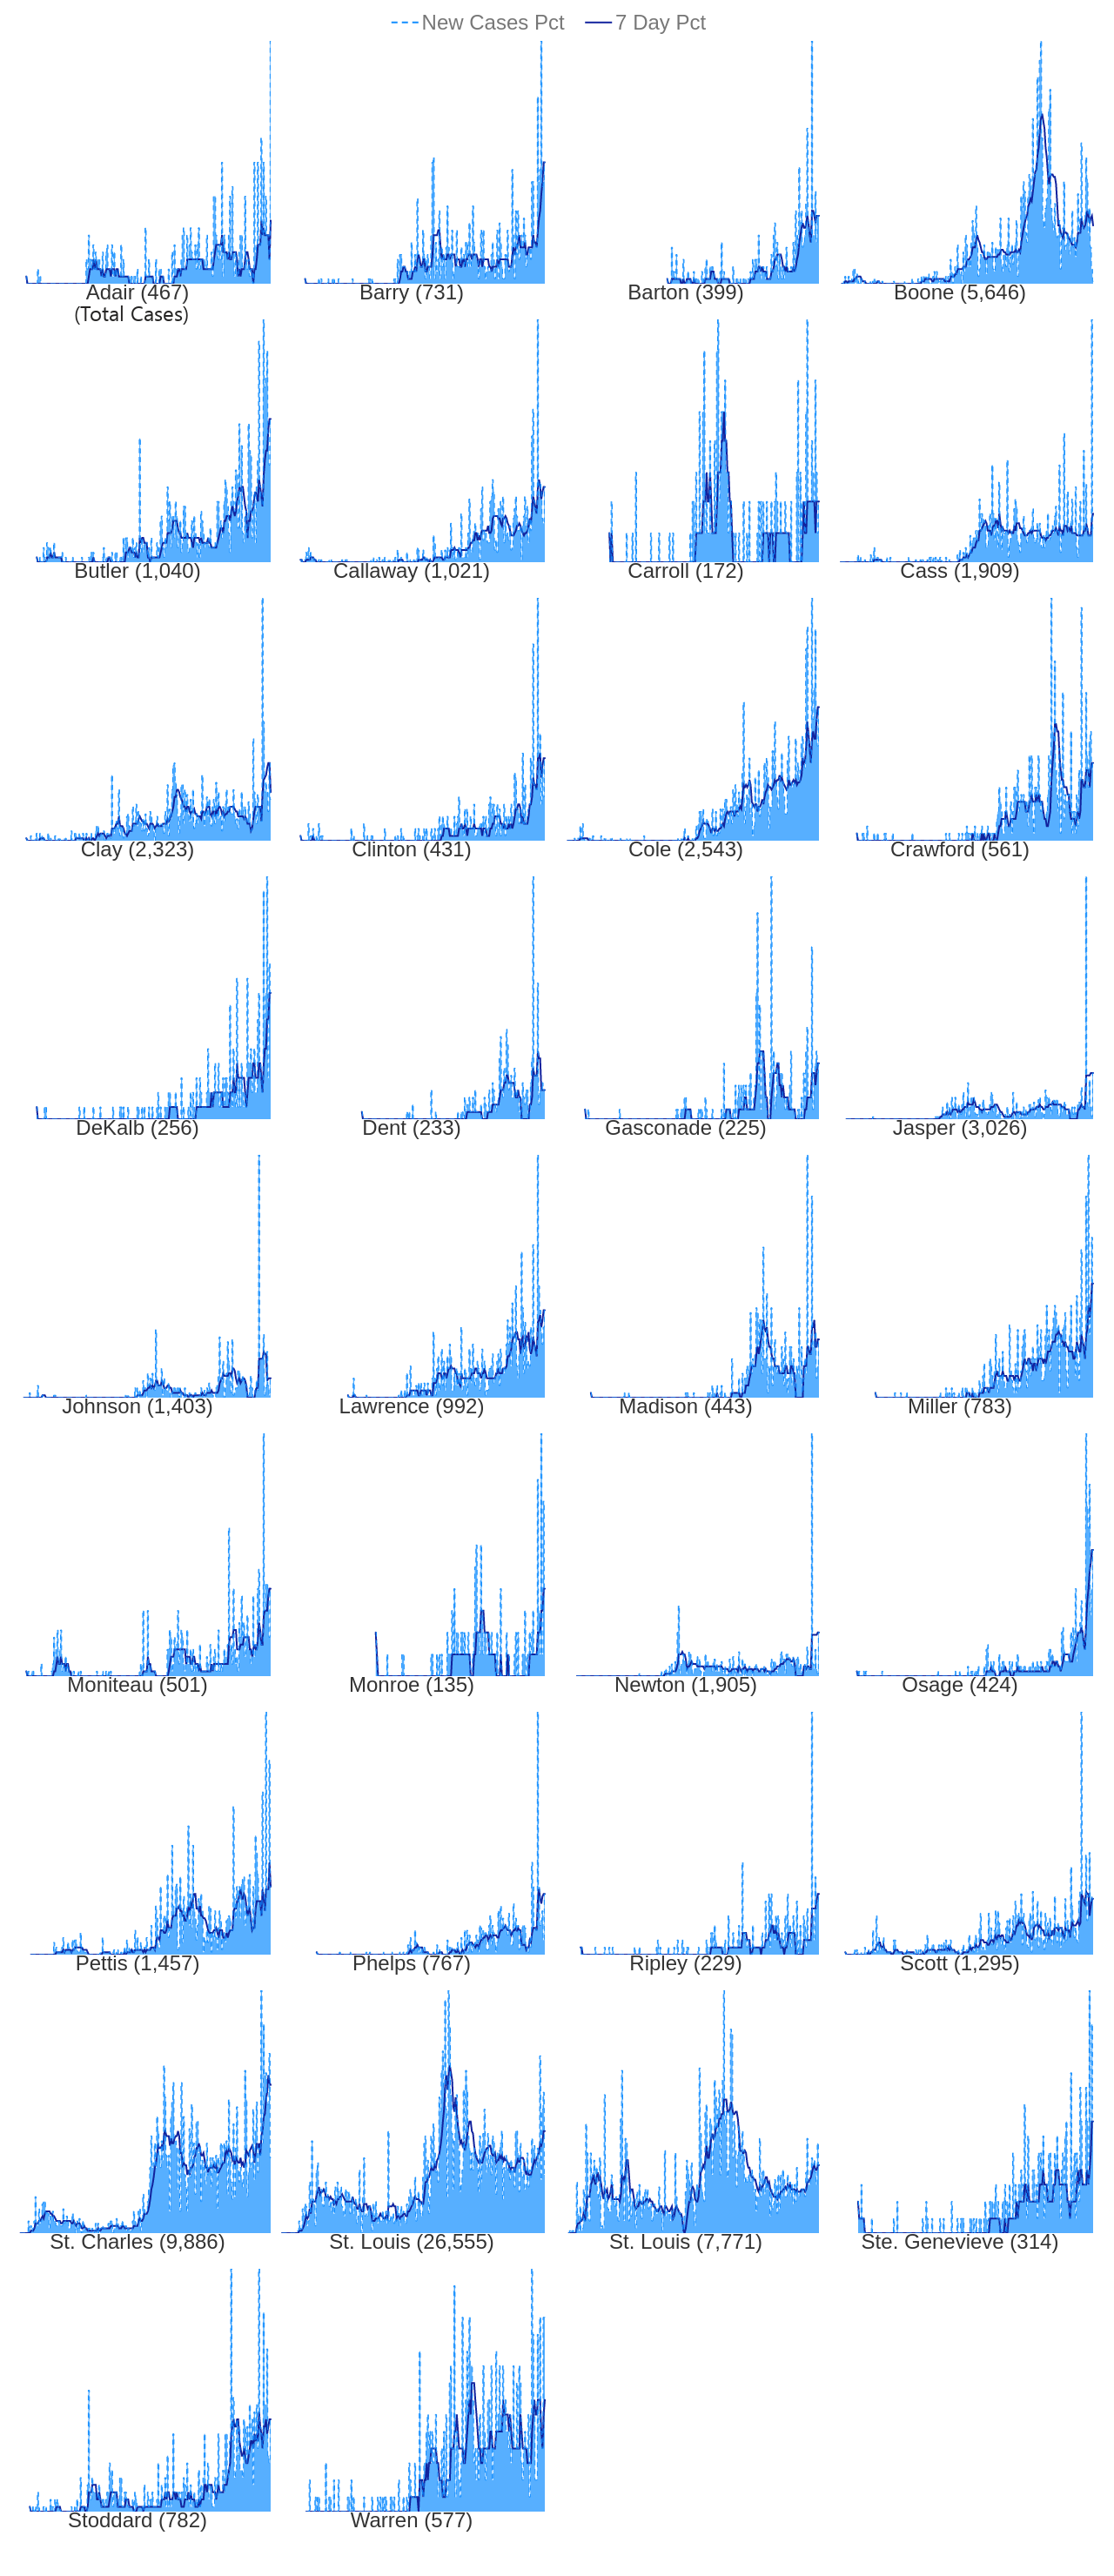 New Cases Pct 7 Day Pct
Adair (467) Barry (731) Barton (399) Boone (5,646)
(Total Cases)
Butler (1,040) Callaway (1,021) Carroll (172) Cass (1,909)
Clay (2,323) Clinton (431) Cole (2,543) Crawford (561)
DeKalb (256) Dent (233) Gasconade (225) Jasper (3,026)
Johnson (1,403) Lawrence (992) Madison (443) Miller (783)
Moniteau (501) Monroe (135) Newton (1,905) Osage (424)
Pettis (1,457) Phelps (767) Ripley (229) Scott (1,295)
St. Charles (9,886) St. Louis (26,555) St. Louis (7,771) Ste. Genevieve (314)
Stoddard (782) Warren (577)